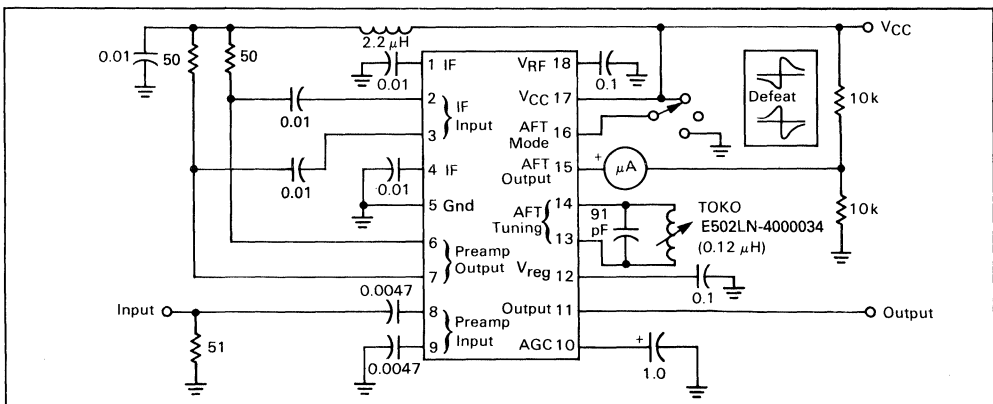 VCC
2.2 μH
0.01
50
50
1 IF
0.01
VRF 18
0.1
VCC 17
Defeat
10k
2
0.01
3
IF
Input
AFT 16
Mode
0.01
4 IF
0.01
AFT 15
Output
+
μA
5 Gnd
14
AFT
Tuning
13
91
pF
TOKO
E502LN-4000034
(0.12 μH)
10k
6
7
Preamp
Output
Vreg 12
0.1
Input
0.0047
8
9
Preamp
Input
Output 11
Output
51
0.0047
AGC 10
+
1.0